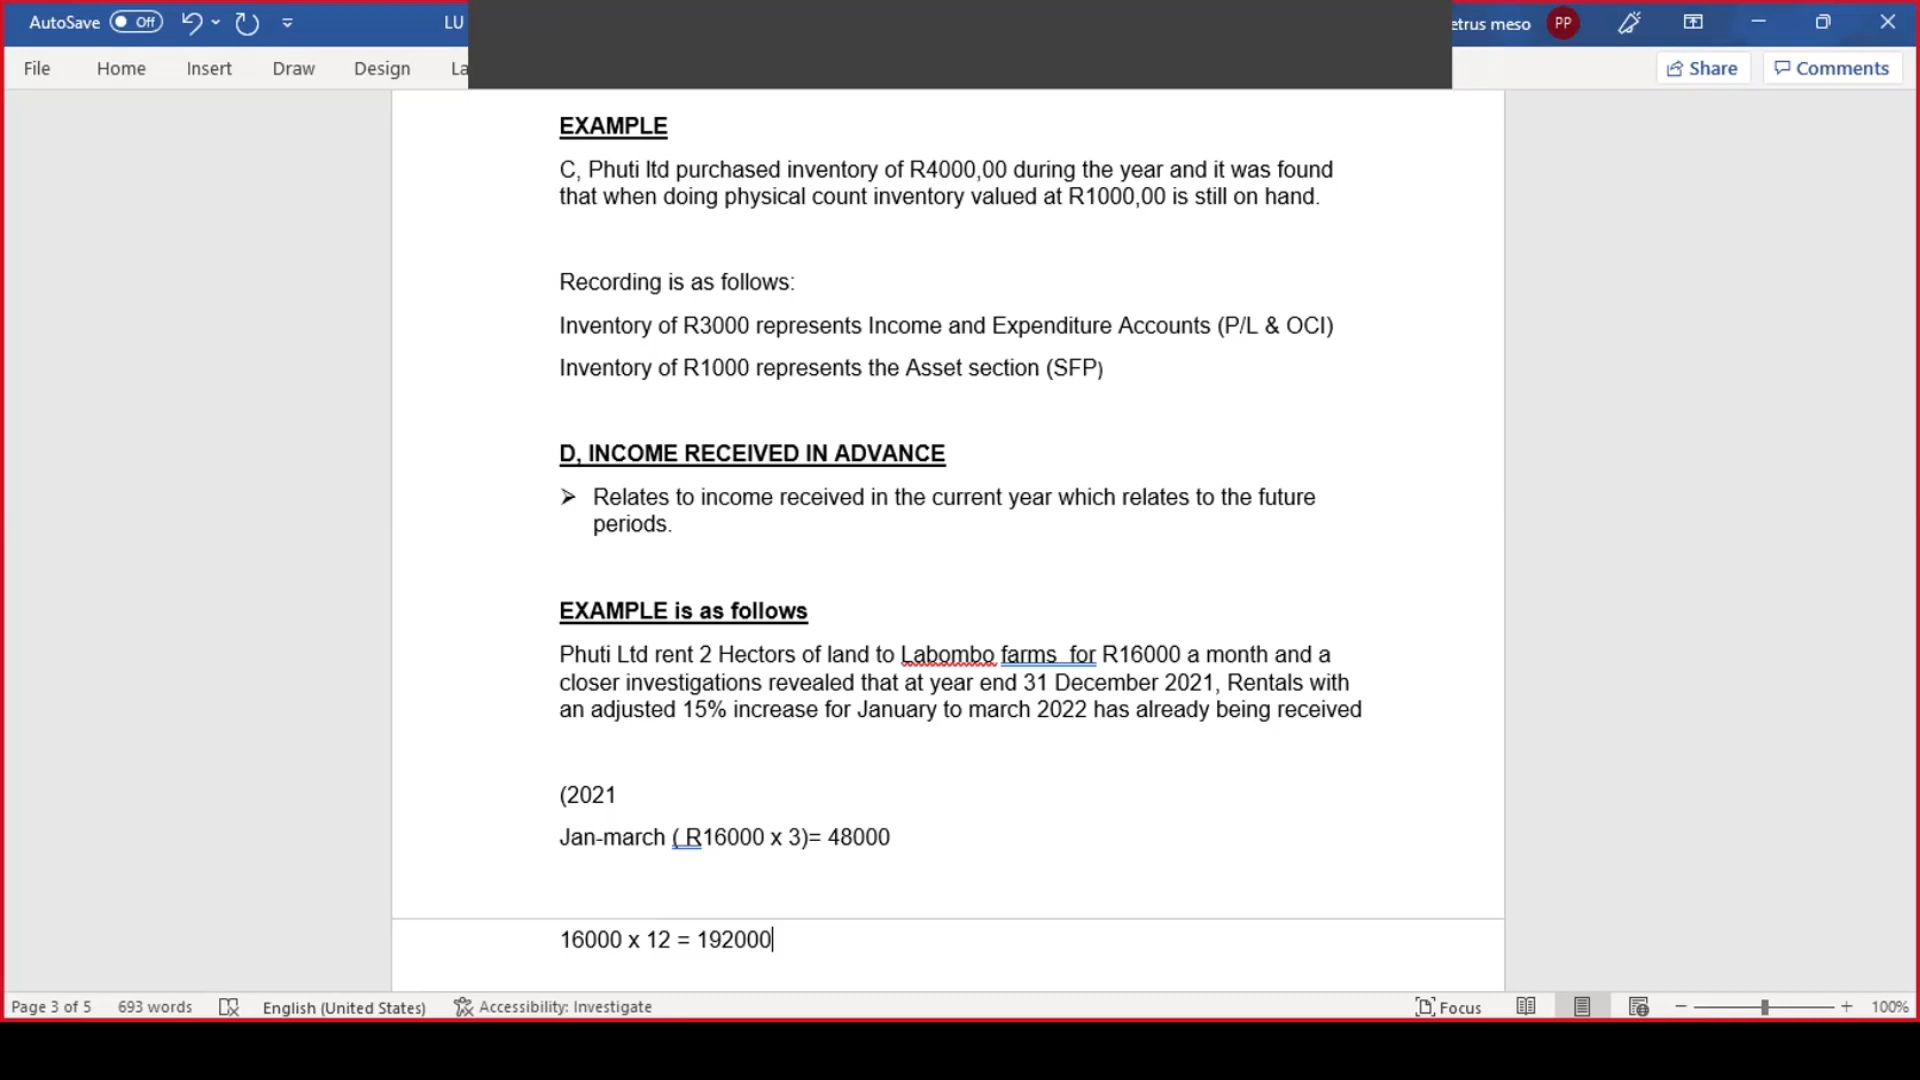 AutoSave Off LU etrus meso PP
File Home Insert Draw Design La Share Comments
EXAMPLE
C, Phuti ltd purchased inventory of R4000,00 during the year and it was found
that when doing physical count inventory valued at R1000,00 is still on hand.
Recording is as follows:
Inventory of R3000 represents Income and Expenditure Accounts (P/L & OCI)
Inventory of R1000 represents the Asset section (SFP)
D, INCOME RECEIVED IN ADVANCE
➤ Relates to income received in the current year which relates to the future
periods.
EXAMPLE is as follows
Phuti Ltd rent 2 Hectors of land to Labombo farms  for R16000 a month and a
closer investigations revealed that at year end 31 December 2021, Rentals with
an adjusted 15% increase for January to march 2022 has already being received
(2021
Jan-march ( R16000 x 3)= 48000
16000 x 12 = 192000
Page 3 of 5 693 words English (United States) Accessibility: Investigate Focus 100%